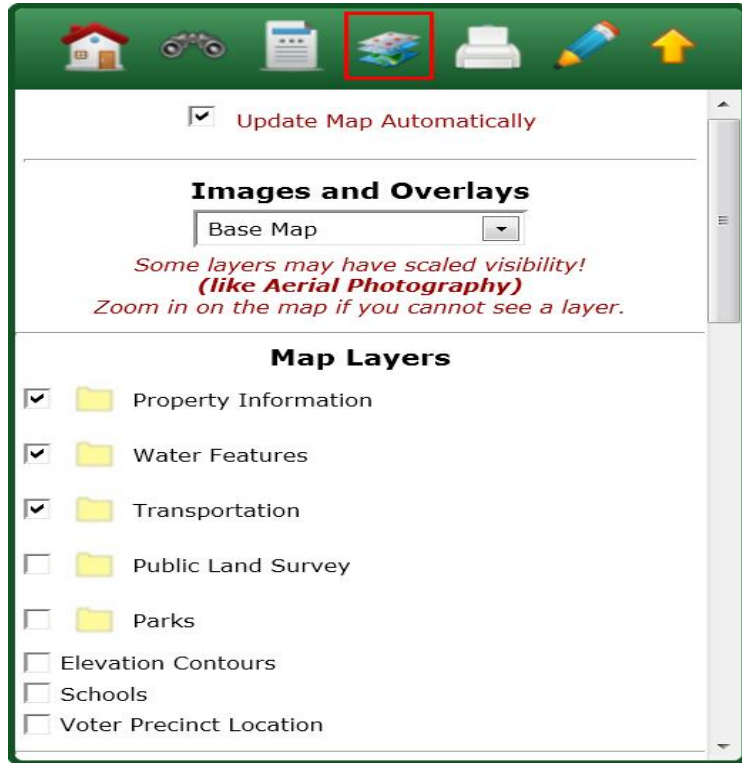 Update Map Automatically
Images and Overlays
Base Map
Some layers may have scaled visibility!
(like Aerial Photography)
Zoom in on the map if you cannot see a layer.
Map Layers
Property Information
Water Features
Transportation
Public Land Survey
Parks
Elevation Contours
Schools
Voter Precinct Location